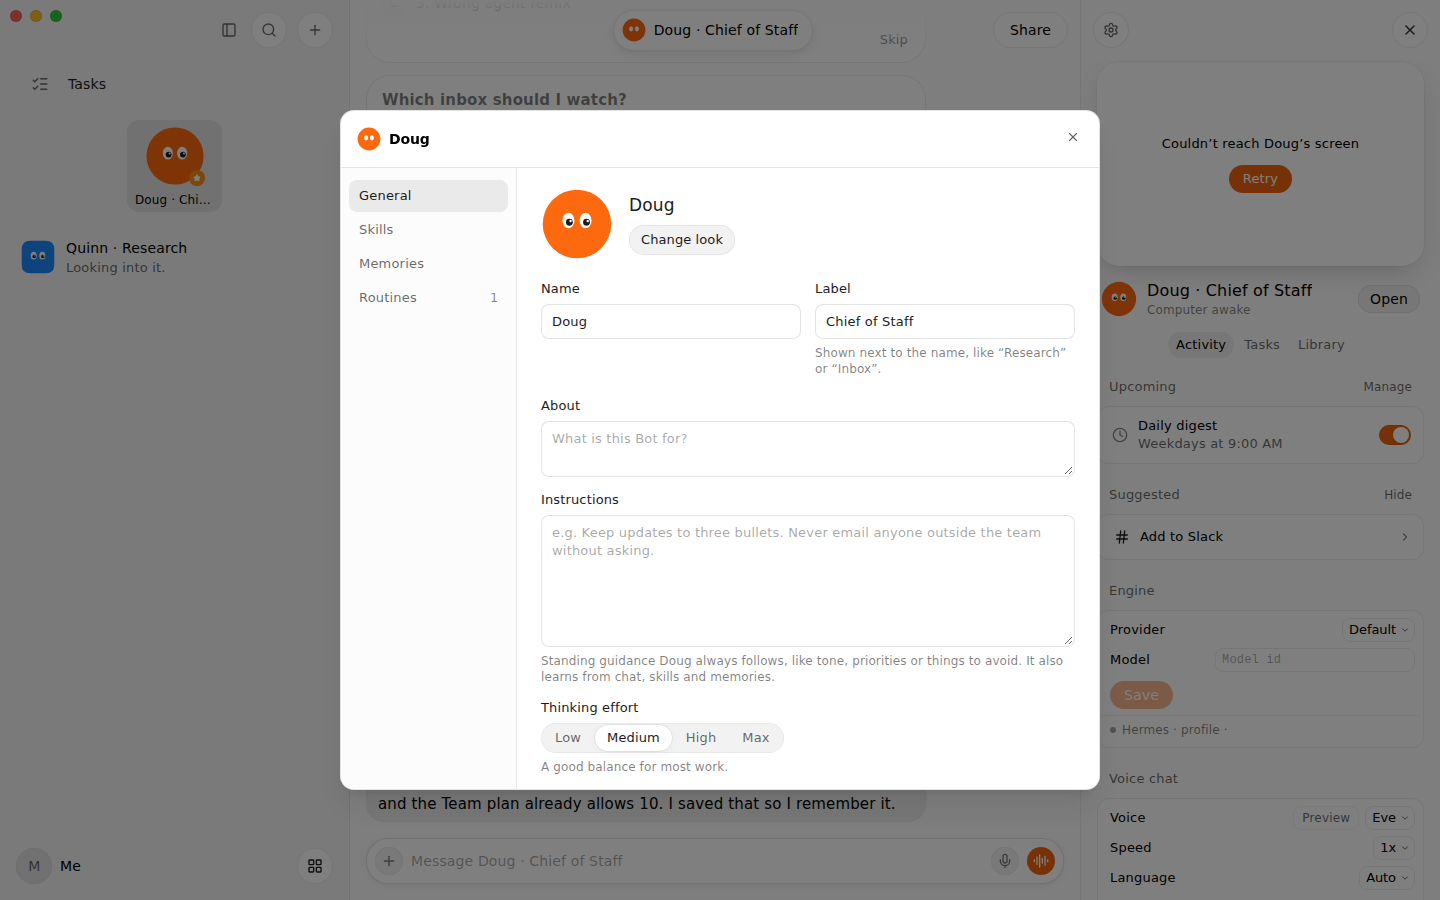 Tasks
Doug · Chi...
Quinn · Research
Looking into it.
M
Me
Doug · Chief of Staff
Skip
Share
Which inbox should I watch?
Doug
General
Skills
Memories
Routines
1
Doug
Change look
Name
Label
Doug
Chief of Staff
Shown next to the name, like “Research”
or “Inbox”.
About
What is this Bot for?
Instructions
e.g. Keep updates to three bullets. Never email anyone outside the team
without asking.
Standing guidance Doug always follows, like tone, priorities or things to avoid. It also
learns from chat, skills and memories.
Thinking effort
Low
Medium
High
Max
A good balance for most work.
and the Team plan already allows 10. I saved that so I remember it.
Message Doug · Chief of Staff
Couldn’t reach Doug’s screen
Retry
Doug · Chief of Staff
Computer awake
Open
Activity
Tasks
Library
Upcoming
Manage
Daily digest
Weekdays at 9:00 AM
Suggested
Hide
Add to Slack
Engine
Provider
Default
Model
Model id
Save
Hermes · profile ·
Voice chat
Voice
Preview
Eve
Speed
1x
Language
Auto